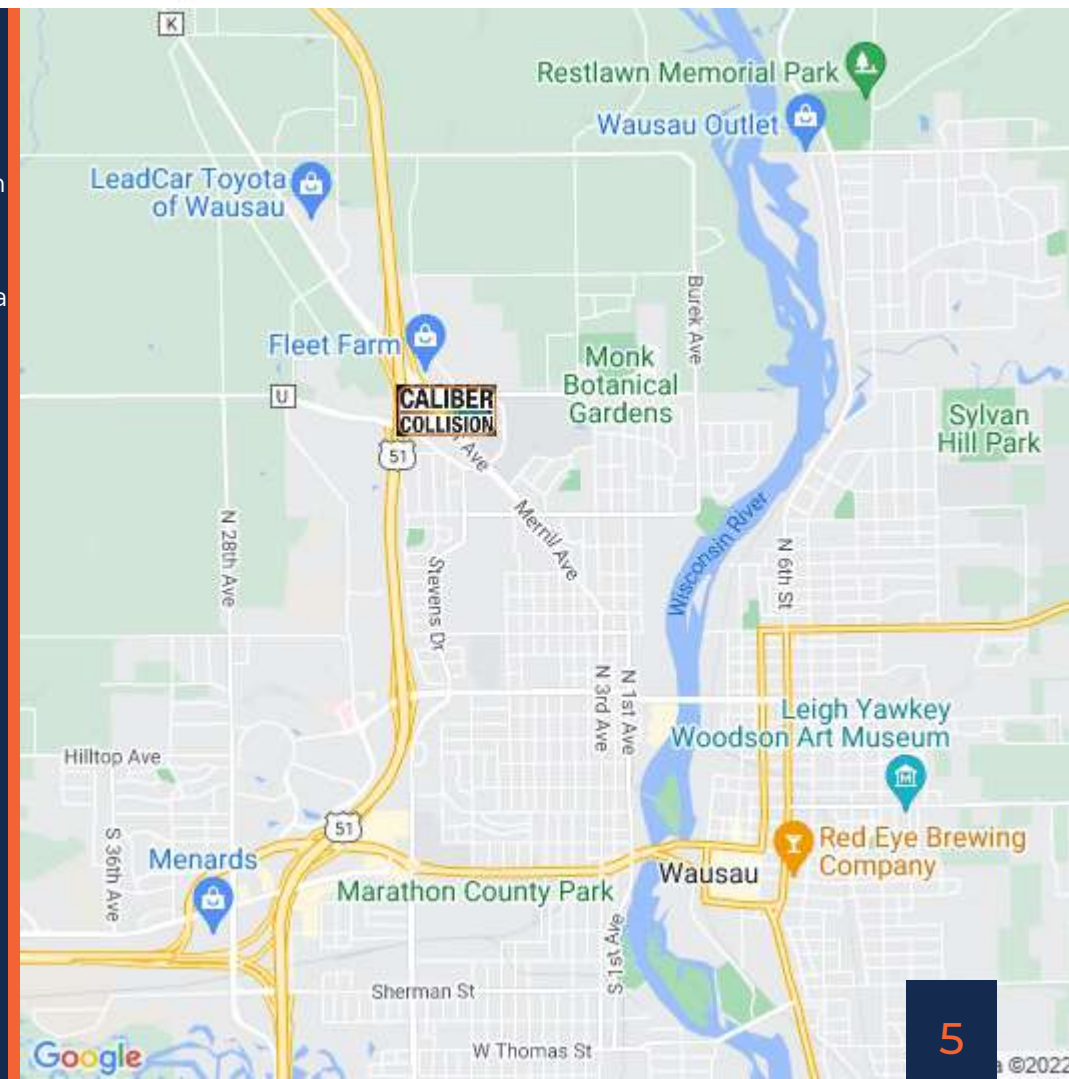 K
Restlawn Memorial Park
Wausau Outlet
LeadCar Toyota
of Wausau
Burek Ave
Fleet Farm
Monk
Botanical
Gardens
U
CALIBER
COLLISION
Ave
51
Sylvan
Hill Park
Merrill Ave
N 28th Ave
Stevens Dr
Wisconsin River
N 6th St
N 3rd Ave
N 1st Ave
Leigh Yawkey
Woodson Art Museum
Hilltop Ave
51
S 36th Ave
Menards
Red Eye Brewing
Company
Wausau
Marathon County Park
S 1st Ave
Sherman St
W Thomas St
Google
5
©2022